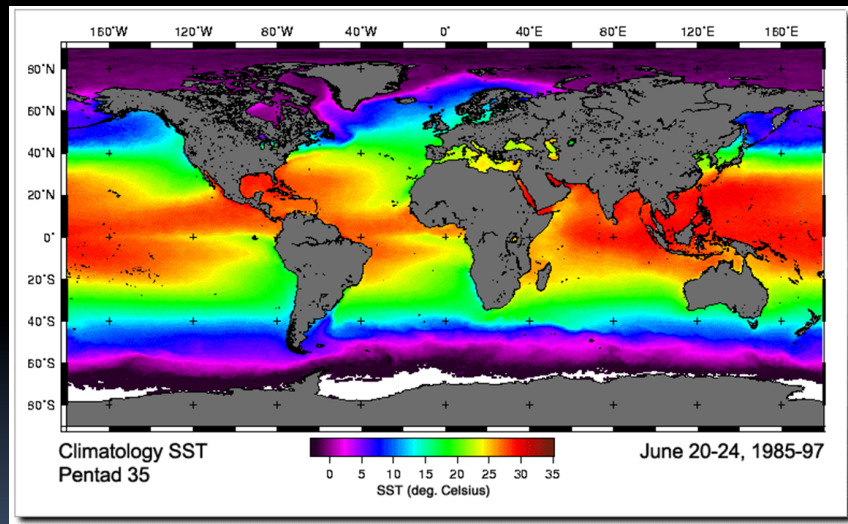 160°W 120°W 80°W 40°W 0° 40°E 80°E 120°E 160°E
80°N
60°N
40°N
20°N
0°
20°S
40°S
60°S
80°S
Climatology SST
Pentad 35
0 5 10 15 20 25 30 35
SST (deg. Celsius)
June 20-24, 1985-97